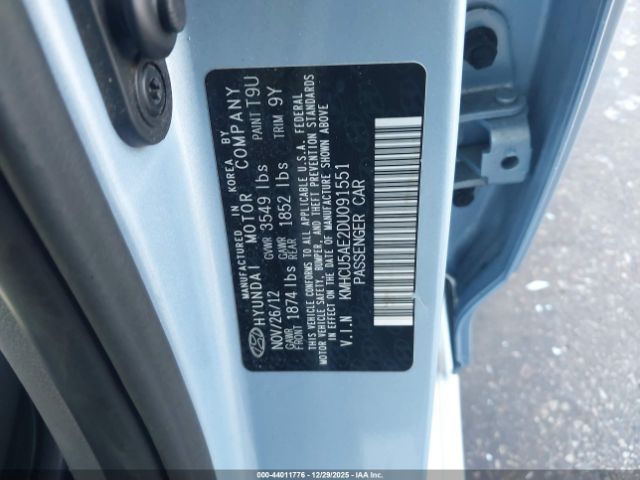 MANUFACTURED IN KOREA BY
HYUNDAI MOTOR COMPANY
NOV/26/12 GVWR 3549 lbs PAINT T9U
GAWR FRONT 1874 lbs GAWR REAR 1852 lbs TRIM 9Y
THIS VEHICLE CONFORMS TO ALL APPLICABLE U.S.A. FEDERAL
MOTOR VEHICLE SAFETY, BUMPER, AND THEFT PREVENTION STANDARDS
IN EFFECT ON THE DATE OF MANUFACTURE SHOWN ABOVE
V.I.N KMHCU5AE2DU091551
PASSENGER CAR
000-44011776 - 12/29/2025 - IAAI.com